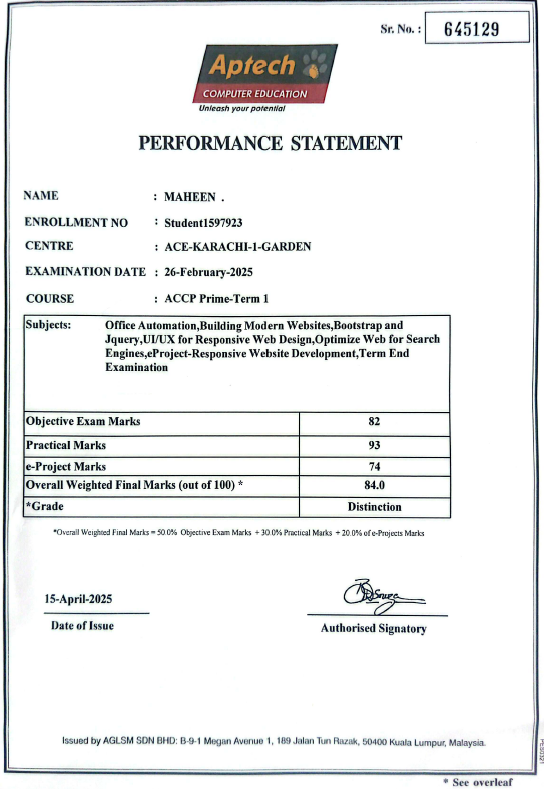 Sr. No. : 645129
Aptech
COMPUTER EDUCATION
Unleash your potential
PERFORMANCE STATEMENT
NAME : MAHEEN .
ENROLLMENT NO : Student1597923
CENTRE : ACE-KARACHI-1-GARDEN
EXAMINATION DATE : 26-February-2025
COURSE : ACCP Prime-Term 1
Subjects: Office Automation,Building Modern Websites,Bootstrap and
Jquery,UI/UX for Responsive Web Design,Optimize Web for Search
Engines,eProject-Responsive Website Development,Term End
Examination
Objective Exam Marks 82
Practical Marks 93
e-Project Marks 74
Overall Weighted Final Marks (out of 100) * 84.0
*Grade Distinction
*Overall Weighted Final Marks = 50.0% Objective Exam Marks + 30.0% Practical Marks + 20.0% of e-Projects Marks
15-April-2025
Date of Issue
Authorised Signatory
Issued by AGLSM SDN BHD: B-9-1 Megan Avenue 1, 189 Jalan Tun Razak, 50400 Kuala Lumpur, Malaysia.
* See overleaf